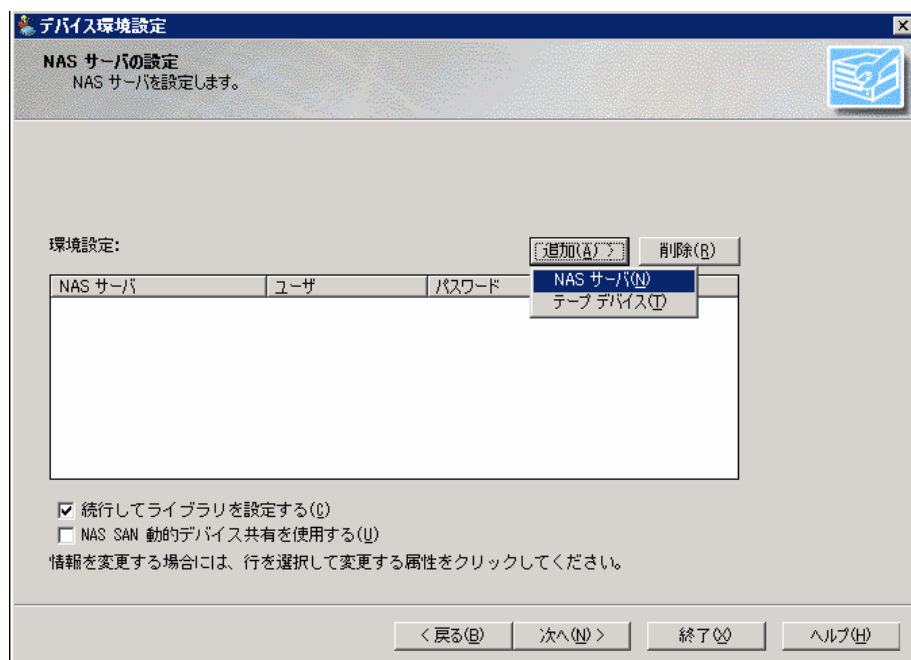 デバイス環境設定
NAS サーバの設定
NAS サーバを設定します。
環境設定:
追加(A) >
削除(R)
NAS サーバ
ユーザ
パスワード
NAS サーバ(N)
テープ デバイス(T)
続行してライブラリを設定する(C)
NAS SAN 動的デバイス共有を使用する(U)
情報を変更する場合には、行を選択して変更する属性をクリックしてください。
< 戻る(B)
次へ(N) >
終了(X)
ヘルプ(H)